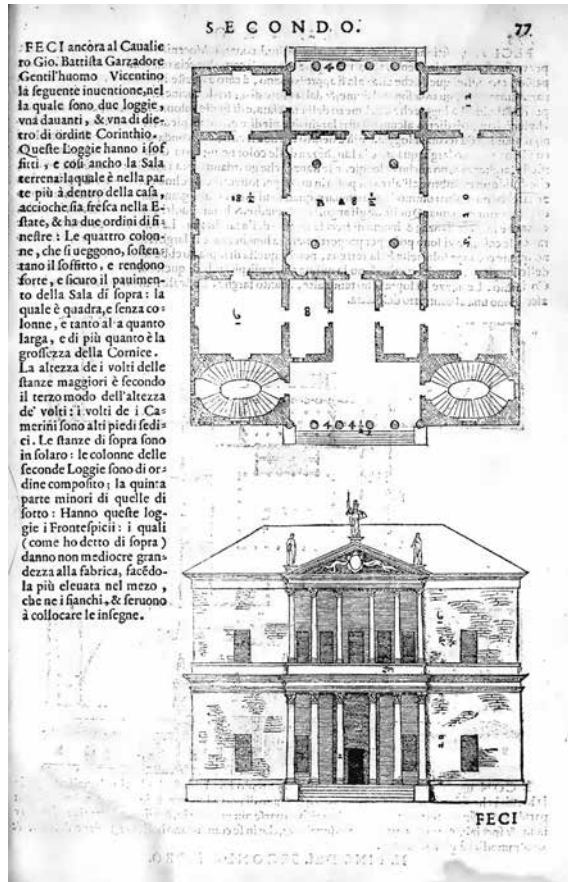 SECONDO.
77
FECI ancora al Caualie
ro Gio. Battista Garzadore
Gentil'huomo Vicentino
la seguente inuentione, nel
la quale sono due loggie,
vna dauanti, & vna di die-
tro di ordine Corinthio.
Queste Loggie hanno i sof
fitti, e così ancho la Sala
terrena: laquale è nella par
te più à dentro della casa,
accioche sia fresca nella E-
state, & ha due ordini di fi
nestre: Le quattro colon-
ne, che si ueggono, susten-
tano il soffitto, e rendono
forte, e sicuro il pauimen-
to della Sala di sopra: la
quale è quadra, e senza co-
lonne, e tanto alta quanto
larga, e di più quanto è la
grossezza della Cornice.
La altezza de i volti delle
stanze maggiori è secondo
il terzo modo dell'altezza
de' volti: i volti de i Ca-
merini sono alti piedi sedi-
ci. Le stanze di sopra sono
in solaro: le colonne delle
seconde Loggie sono di or-
dine composito; la quinta
parte minori di quelle di
sotto: Hanno queste log-
gie i Frontespicii: i quali
(come ho detto di sopra)
danno non mediocre gran-
dezza alla fabrica, facẽdo-
la più eleuata nel mezo,
che ne i fianchi, & seruono
à collocare le insegne.
4
6
8
FECI